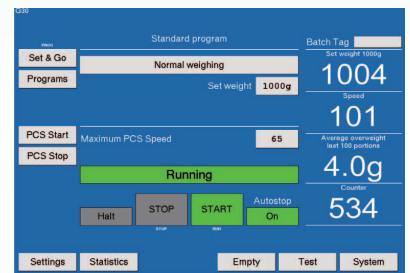 G30
Standard program
Batch Tag
Set & Go
Programs
Normal weighing
Set weight 1000g
Set weight 1000g
1004
Speed
101
PCS Start
PCS Stop
Maximum PCS Speed 65
Average overweight
last 100 portions
4.0g
Running
Counter
534
Halt
STOP
START
Autostop
On
Settings
Statistics
Empty
Test
System